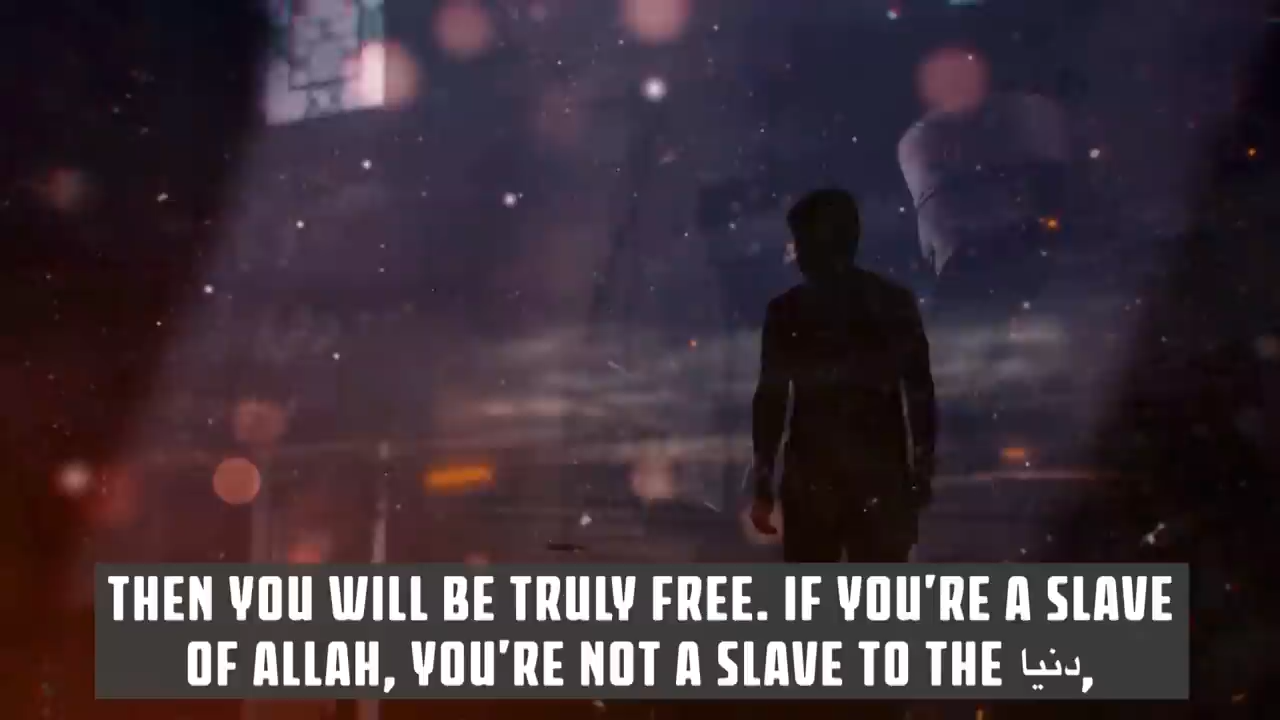 THEN YOU WILL BE TRULY FREE. IF YOU'RE A SLAVE
OF ALLAH, YOU'RE NOT A SLAVE TO THE دنيا,